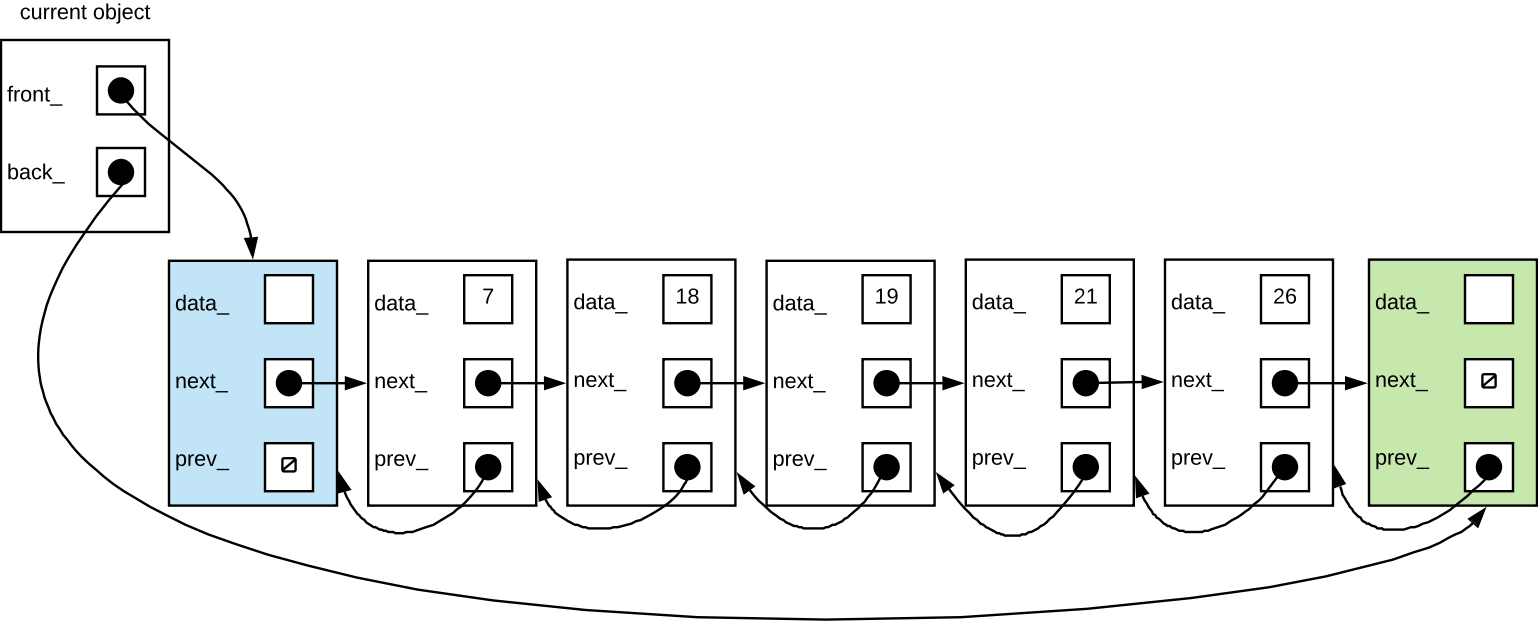 current object
front_
back_
data_
next_
prev_
data_ 7
next_
prev_
data_ 18
next_
prev_
data_ 19
next_
prev_
data_ 21
next_
prev_
data_ 26
next_
prev_
data_
next_
prev_